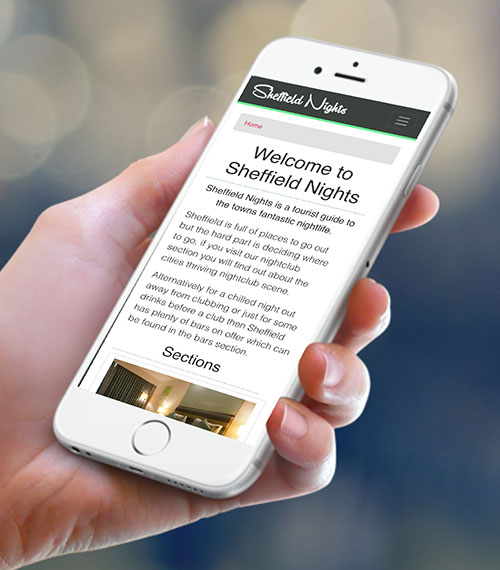 Sheffield Nights
Home
Welcome to
Sheffield Nights
Sheffield Nights is a tourist guide to
the towns fantastic nightlife.
Sheffield is full of places to go out
but the hard part is deciding where
to go, if you visit our nightclub
section you will find out about the
cities thriving nightclub scene.
Alternatively for a chilled night out
away from clubbing or just for some
drinks before a club then Sheffield
has plenty of bars on offer which can
be found in the bars section.
Sections